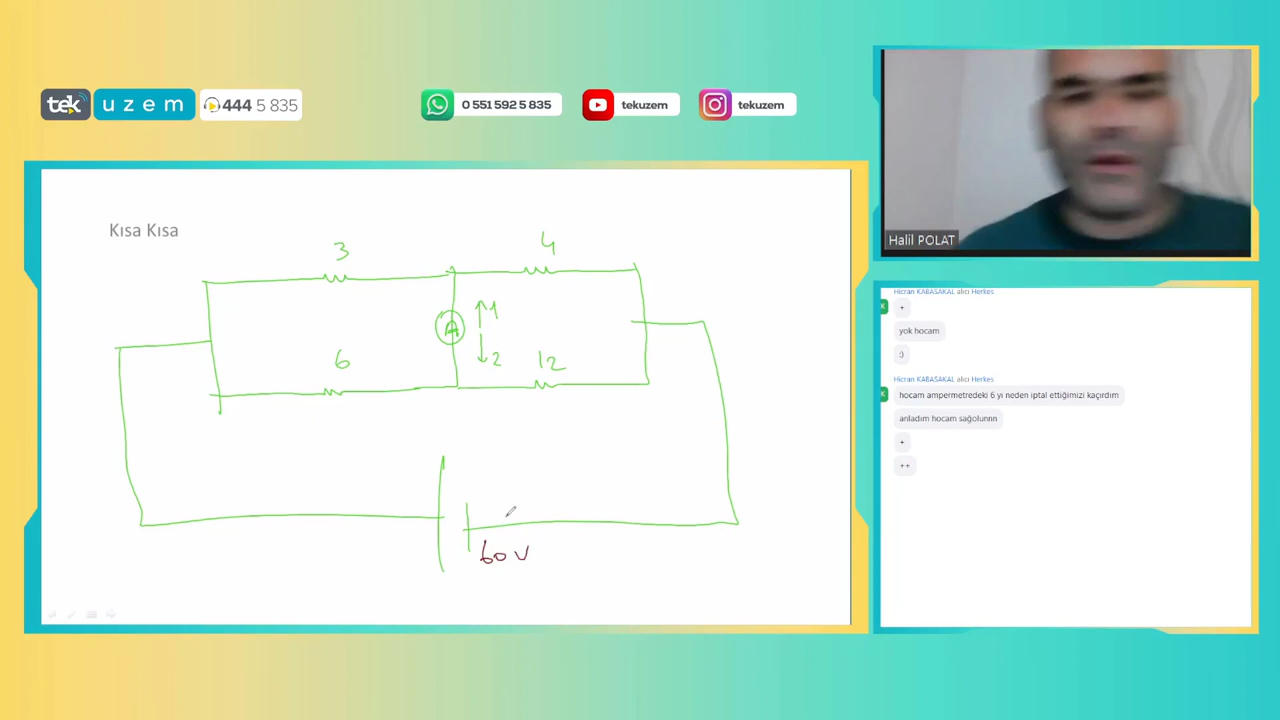 tek uzem 444 5 835
0 551 592 5 835
tekuzem
tekuzem
Kısa Kısa
3
4
A
1
2
6
12
60 V
Halil POLAT
Hicran KABASAKAL alıcı Herkes
K
+
yok hocam
:)
Hicran KABASAKAL alıcı Herkes
K
hocam ampermetredeki 6 yı neden iptal ettiğimizi kaçırdım
anladım hocam sağolunnn
+
++